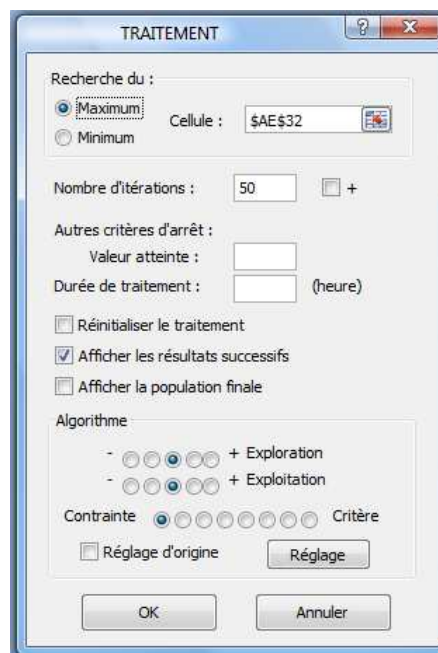 TRAITEMENT
Recherche du :
Maximum
Cellule : $AE$32
Minimum
Nombre d'itérations : 50 +
Autres critères d'arrêt :
Valeur atteinte :
Durée de traitement : (heure)
Réinitialiser le traitement
Afficher les résultats successifs
Afficher la population finale
Algorithme
- + Exploration
- + Exploitation
Contrainte Critère
Réglage d'origine Réglage
OK Annuler